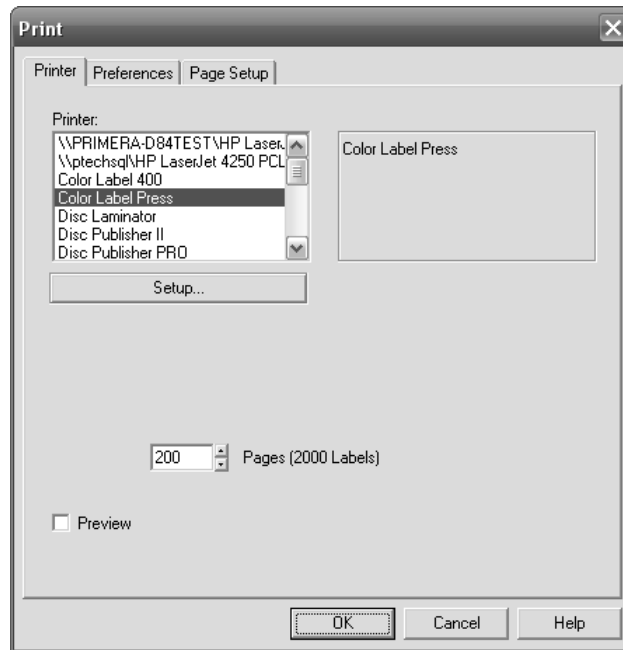 Print
Printer Preferences Page Setup
Printer:
\\PRIMERA-D84TEST\HP LaserJ
\\ptechsql\HP LaserJet 4250 PCL
Color Label 400
Color Label Press
Disc Laminator
Disc Publisher II
Disc Publisher PRO
Color Label Press
Setup...
200 Pages (2000 Labels)
Preview
OK Cancel Help